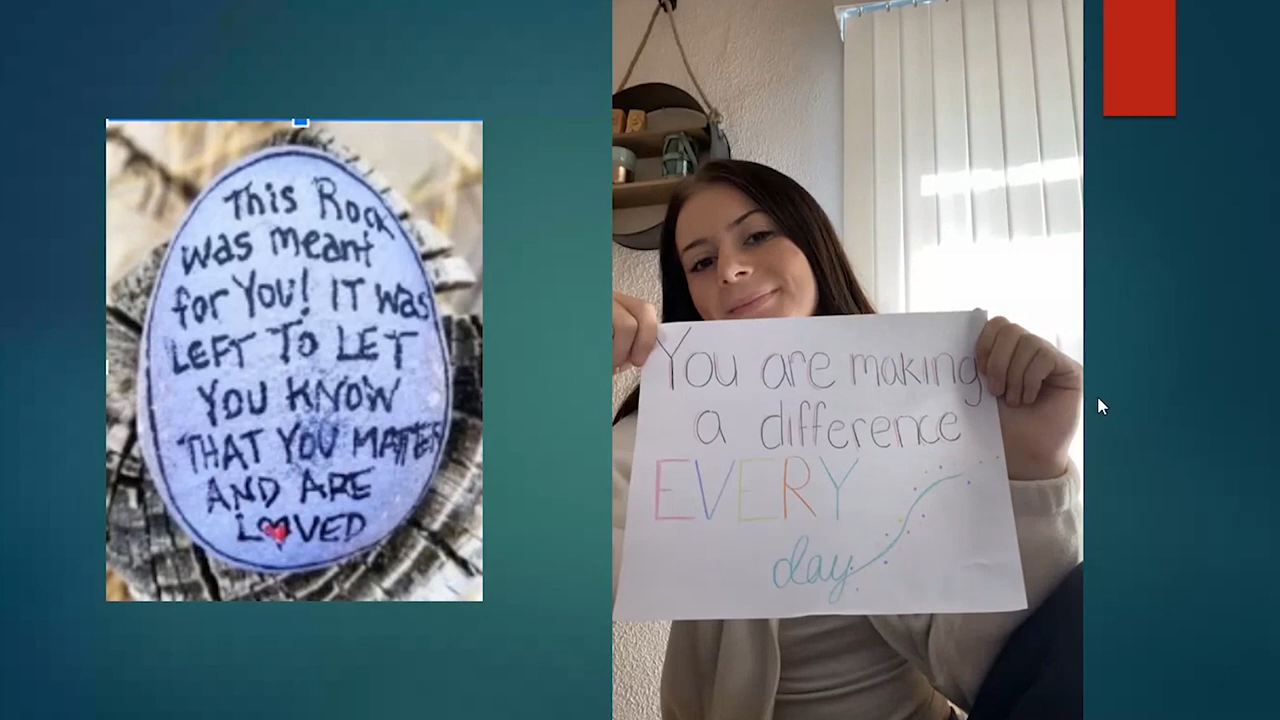 This Rock
was meant
for You! IT was
LEFT TO LET
YOU KNOW
THAT YOU MATTER
AND ARE
LOVED
You are making
a difference
EVERY
day